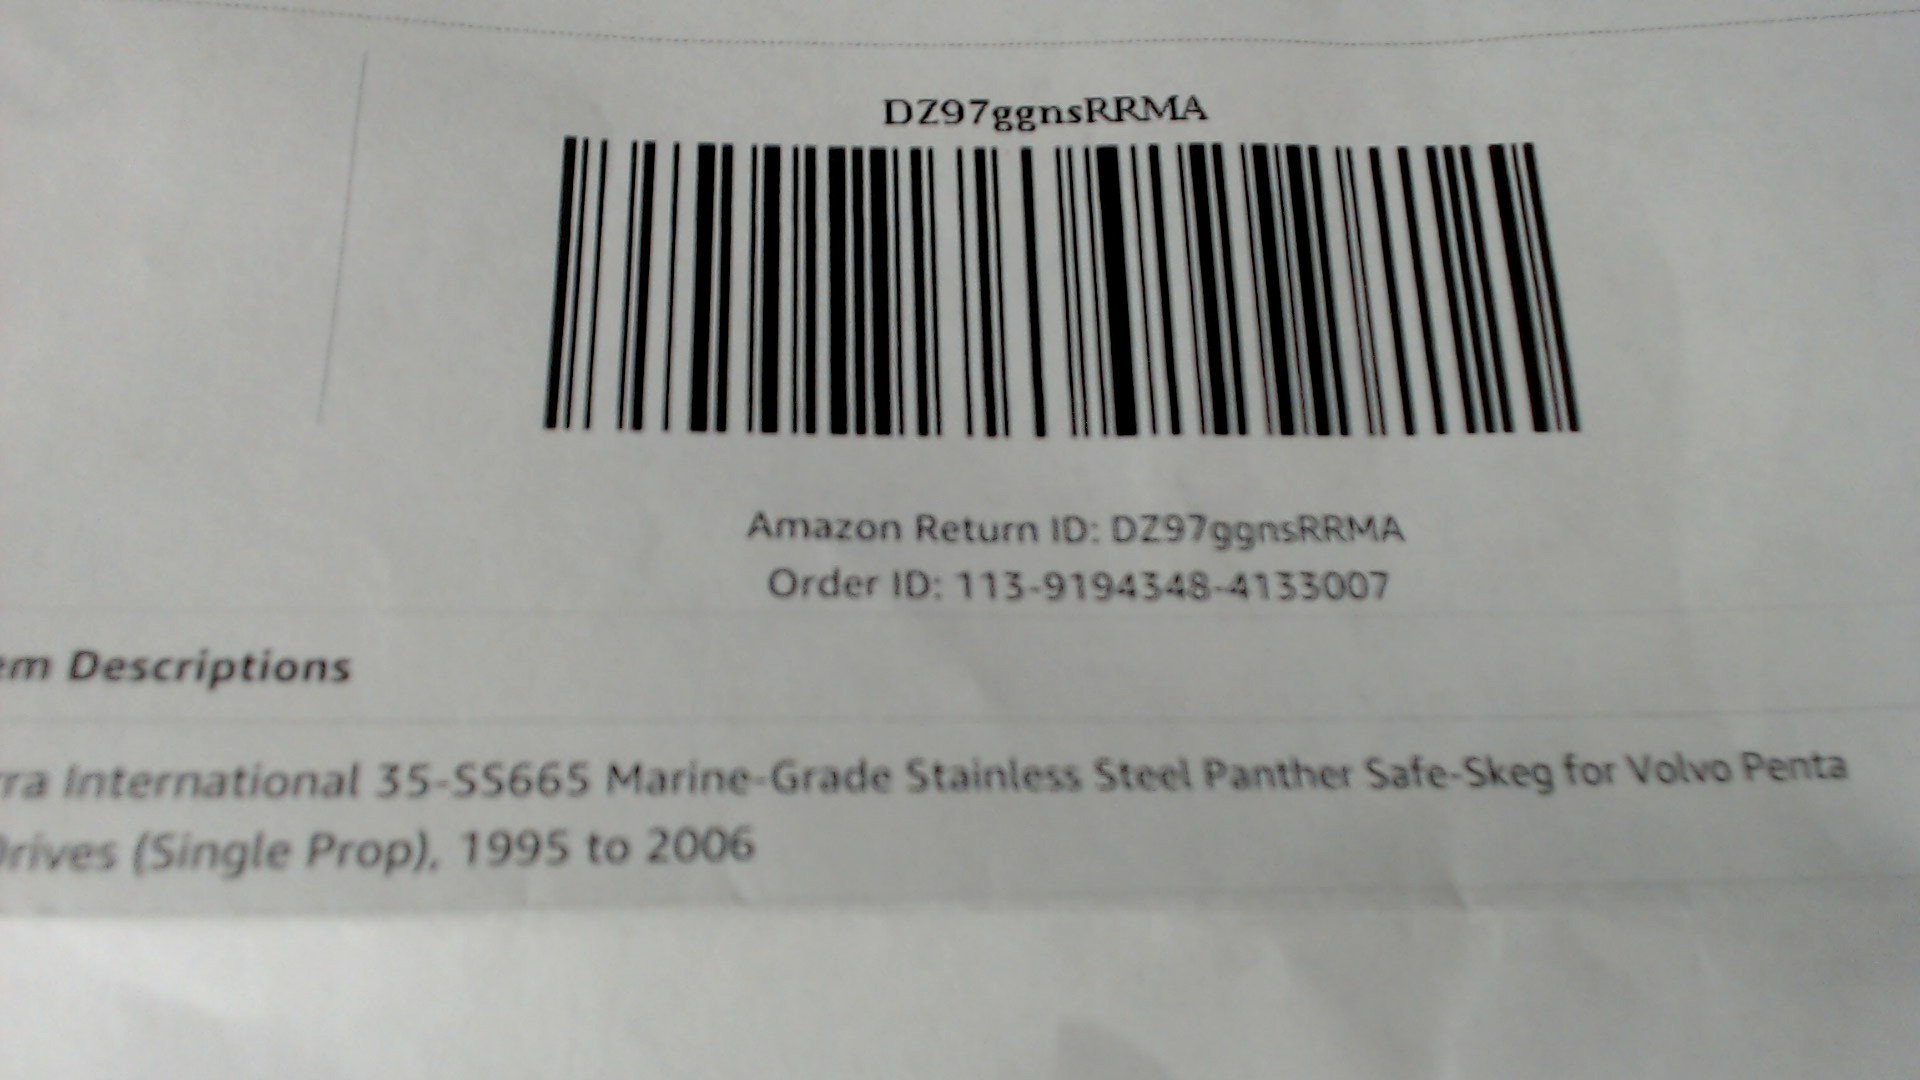 DZ97ggnsRRMA
Amazon Return ID: DZ97ggnsRRMA
Order ID: 113-9194348-4133007
em Descriptions
rra International 35-SS665 Marine-Grade Stainless Steel Panther Safe-Skeg for Volvo Penta
Drives (Single Prop), 1995 to 2006